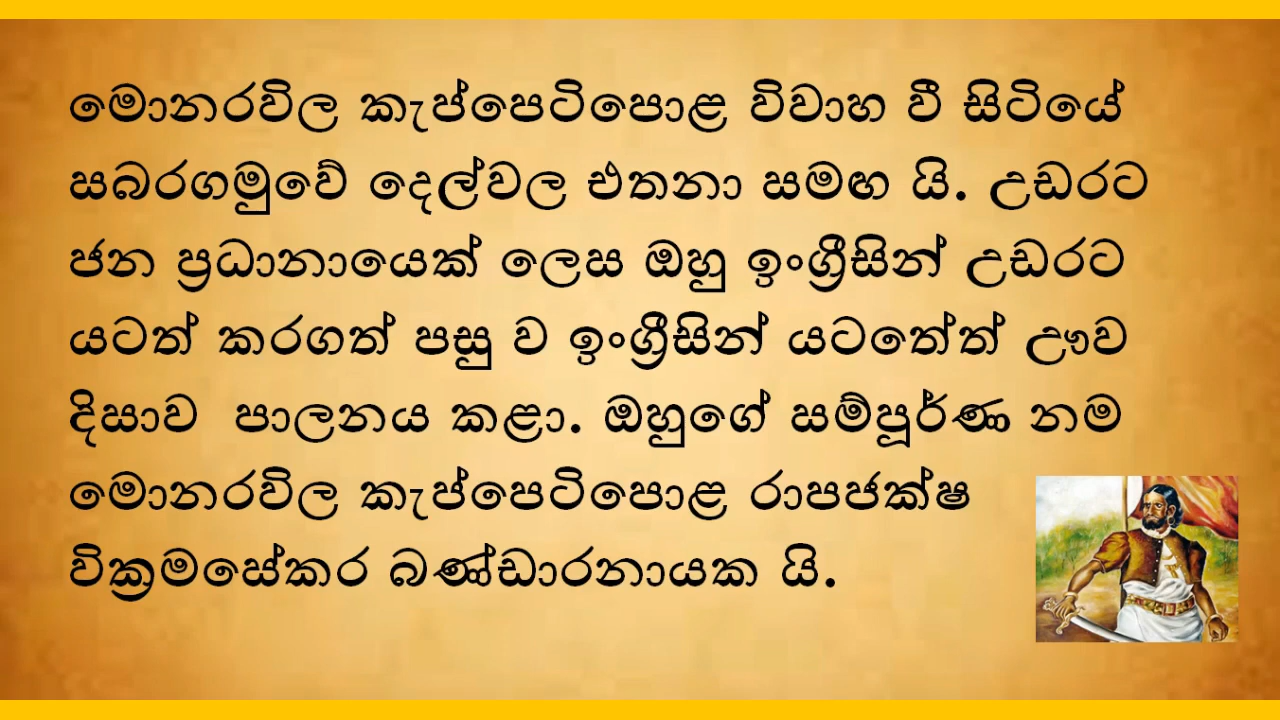 මොනරවිල කැප්පෙටිපොළ විවාහ වී සිටියේ
සබරගමුවේ දෙල්වල එතනා සමඟ යි. උඩරට
ජන ප්‍රධානායෙක් ලෙස ඔහු ඉංග්‍රීසින් උඩරට
යටත් කරගත් පසු ව ඉංග්‍රීසින් යටතේත් ඌව
දිසාව පාලනය කළා. ඔහුගේ සම්පූර්ණ නම
මොනරවිල කැප්පෙටිපොළ රාපජක්ෂ
වික්‍රමසේකර බණ්ඩාරනායක යි.